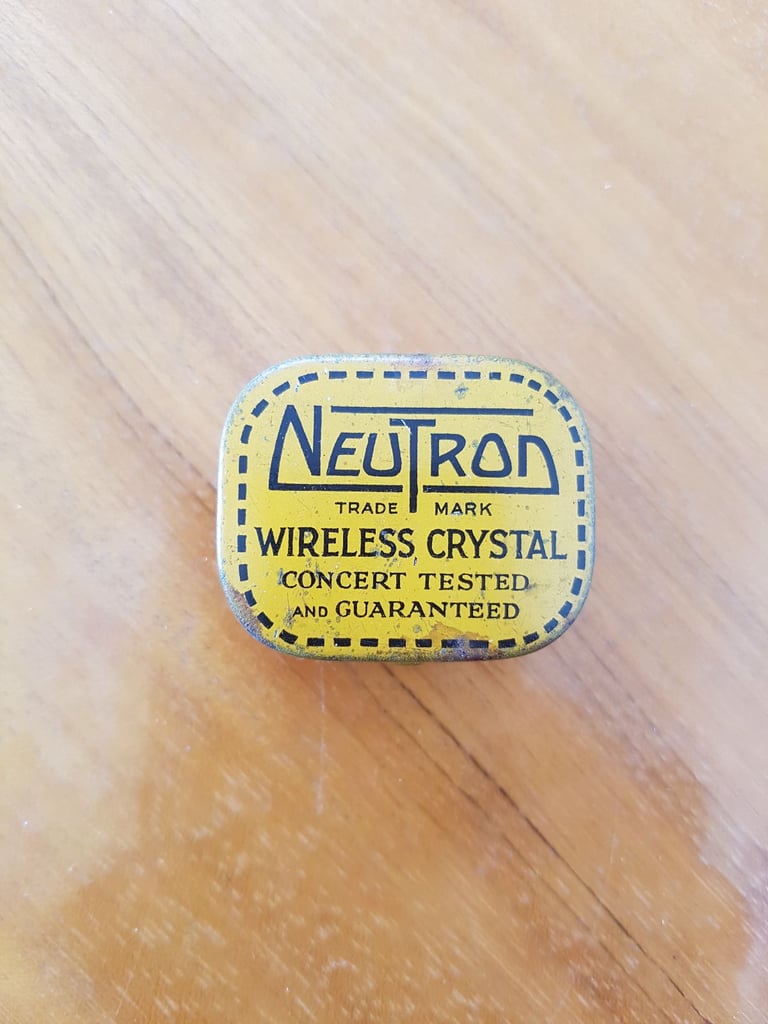 NEUTRON
TRADE MARK
WIRELESS CRYSTAL
CONCERT TESTED
AND GUARANTEED